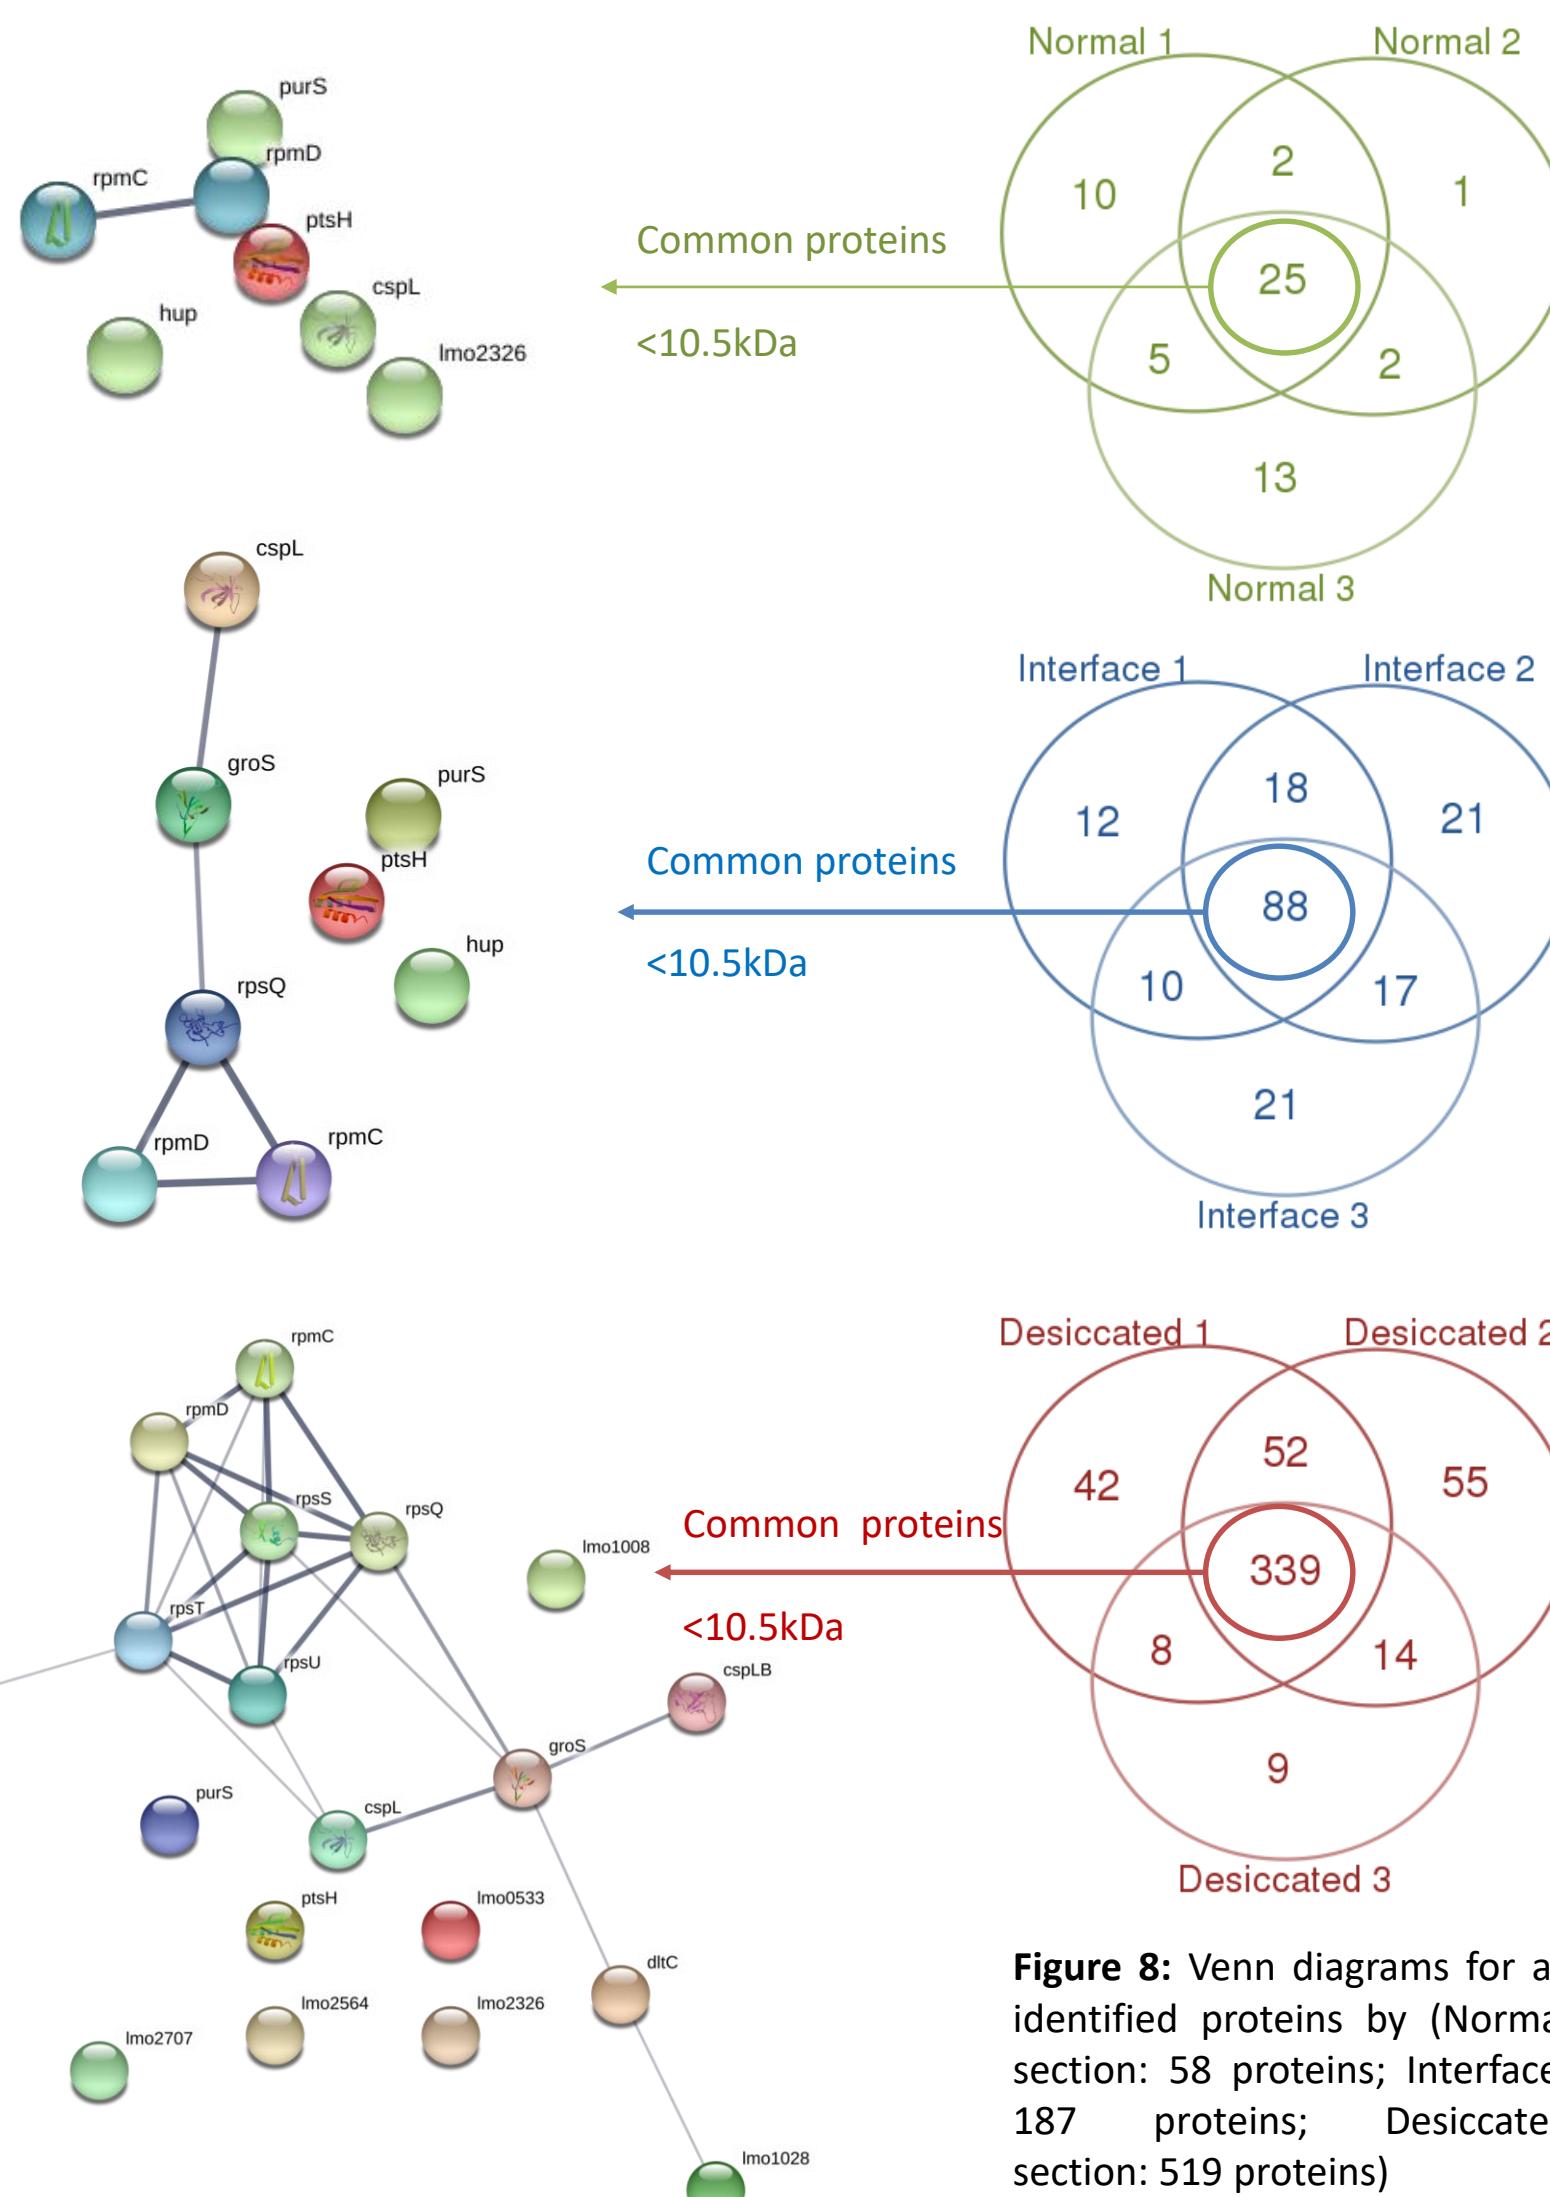 Normal 1
Normal 2
purS
rpmD
rpmC
ptsH
cspL
hup
lmo2326
10
2
1
25
5
2
13
Normal 3
Common proteins
<10.5kDa
cspL
groS
purS
ptsH
hup
rpsQ
rpmD
rpmC
Interface 1
Interface 2
12
18
21
88
10
17
21
Interface 3
Common proteins
<10.5kDa
rpmC
rpmD
rpsS
rpsQ
lmo1008
rpsT
rpsU
cspLB
groS
purS
cspL
ptsH
lmo0533
dltC
lmo2564
lmo2326
lmo2707
lmo1028
Desiccated 1
Desiccated 2
42
52
55
339
8
14
9
Desiccated 3
Common proteins
<10.5kDa
Figure 8: Venn diagrams for a
identified proteins by (Norma
section: 58 proteins; Interface
187 proteins; Desiccate
section: 519 proteins)